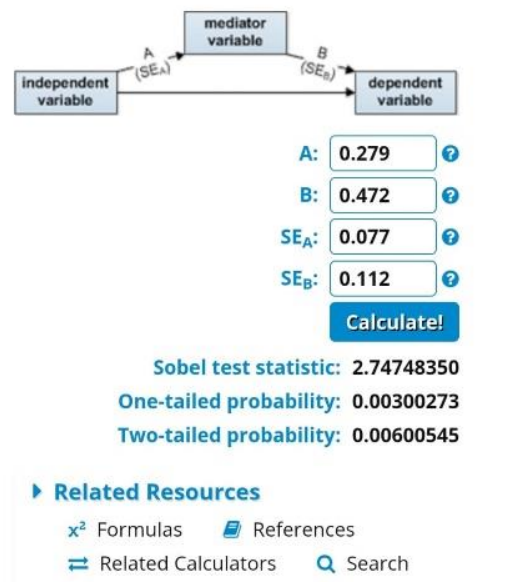 mediator
variable
A
(SEA)
B
(SEB)
independent
variable
dependent
variable
A: 0.279 ?
B: 0.472 ?
SEA: 0.077 ?
SEB: 0.112 ?
Calculate!
Sobel test statistic: 2.74748350
One-tailed probability: 0.00300273
Two-tailed probability: 0.00600545
Related Resources
x² Formulas References
Related Calculators Search